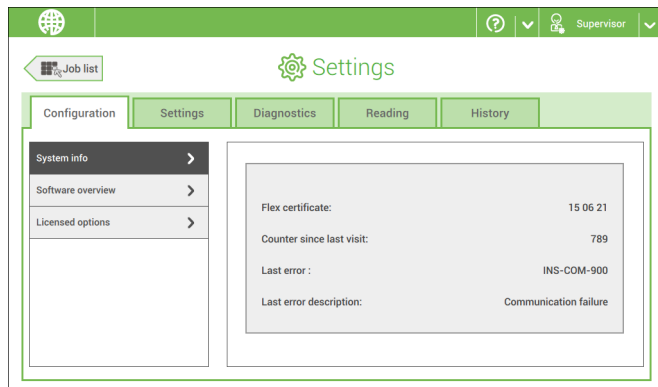 Supervisor
Job list
Settings
Configuration
Settings
Diagnostics
Reading
History
System info
Software overview
Licensed options
Flex certificate: 15 06 21
Counter since last visit: 789
Last error : INS-COM-900
Last error description: Communication failure